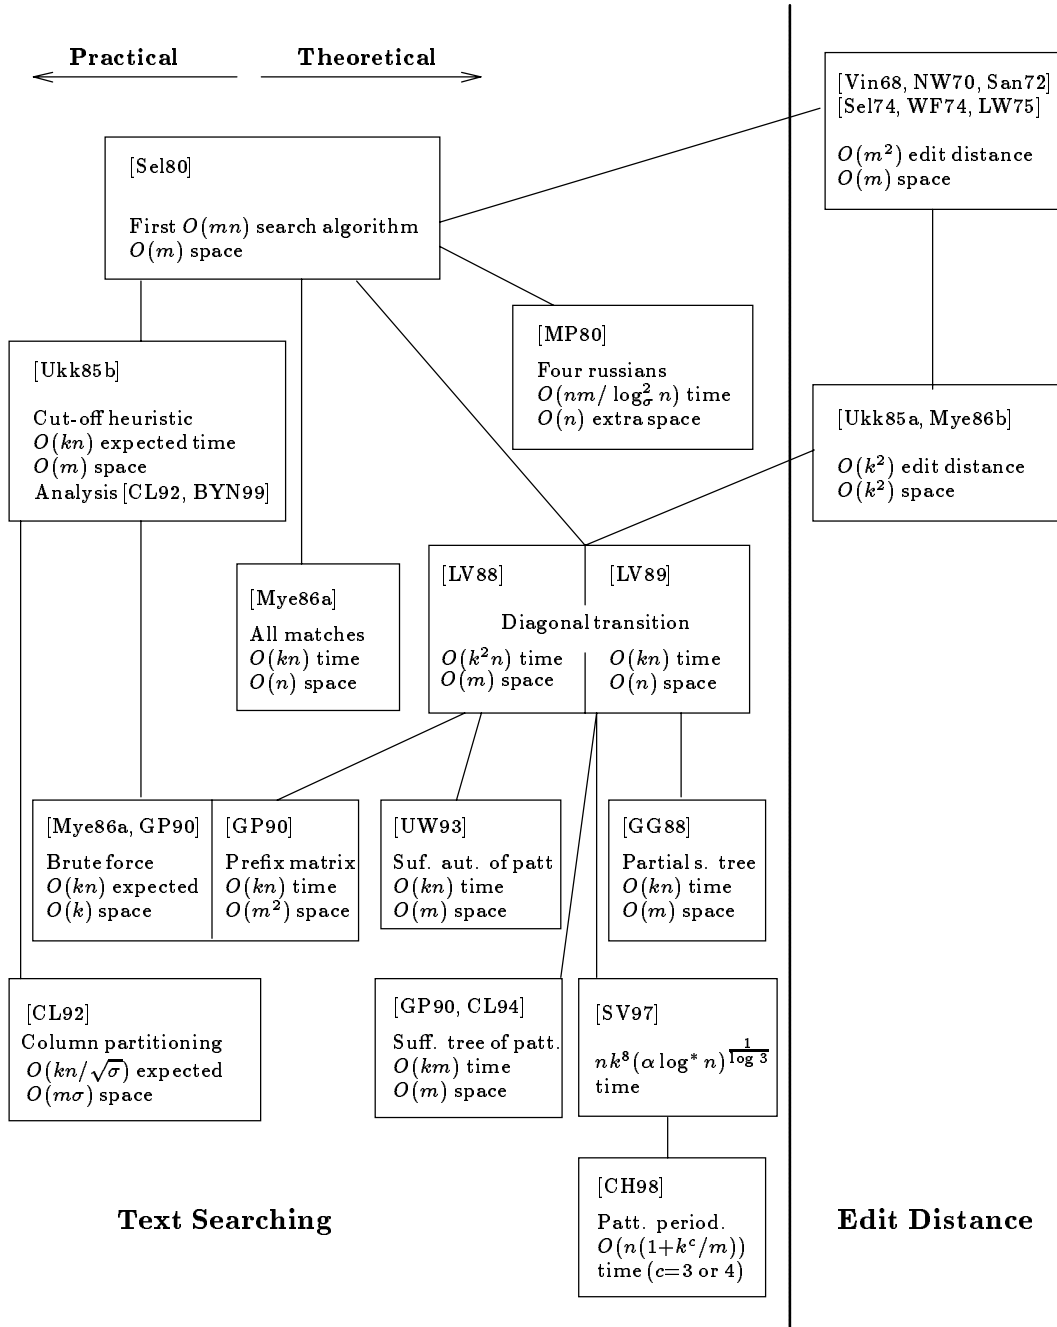 Practical
Theoretical
[Vin68, NW70, San72]
[Sel74, WF74, LW75]
O(m²) edit distance
O(m) space
[Sel80]
First O(mn) search algorithm
O(m) space
[MP80]
Four russians
O(nm/ log²σ n) time
O(n) extra space
[Ukk85b]
Cut-off heuristic
O(kn) expected time
O(m) space
Analysis [CL92, BYN99]
[Ukk85a, Mye86b]
O(k²) edit distance
O(k²) space
[Mye86a]
All matches
O(kn) time
O(n) space
[LV88]
[LV89]
Diagonal transition
O(k²n) time
O(m) space
O(kn) time
O(n) space
[Mye86a, GP90]
Brute force
O(kn) expected
O(k) space
[GP90]
Prefix matrix
O(kn) time
O(m²) space
[UW93]
Suf. aut. of patt
O(kn) time
O(m) space
[GG88]
Partial s. tree
O(kn) time
O(m) space
[CL92]
Column partitioning
O(kn/√σ) expected
O(mσ) space
[GP90, CL94]
Suff. tree of patt.
O(km) time
O(m) space
[SV97]
nk⁸(α log* n)^(1/log 3)
time
[CH98]
Patt. period.
O(n(1+kᶜ/m))
time (c=3 or 4)
Text Searching
Edit Distance